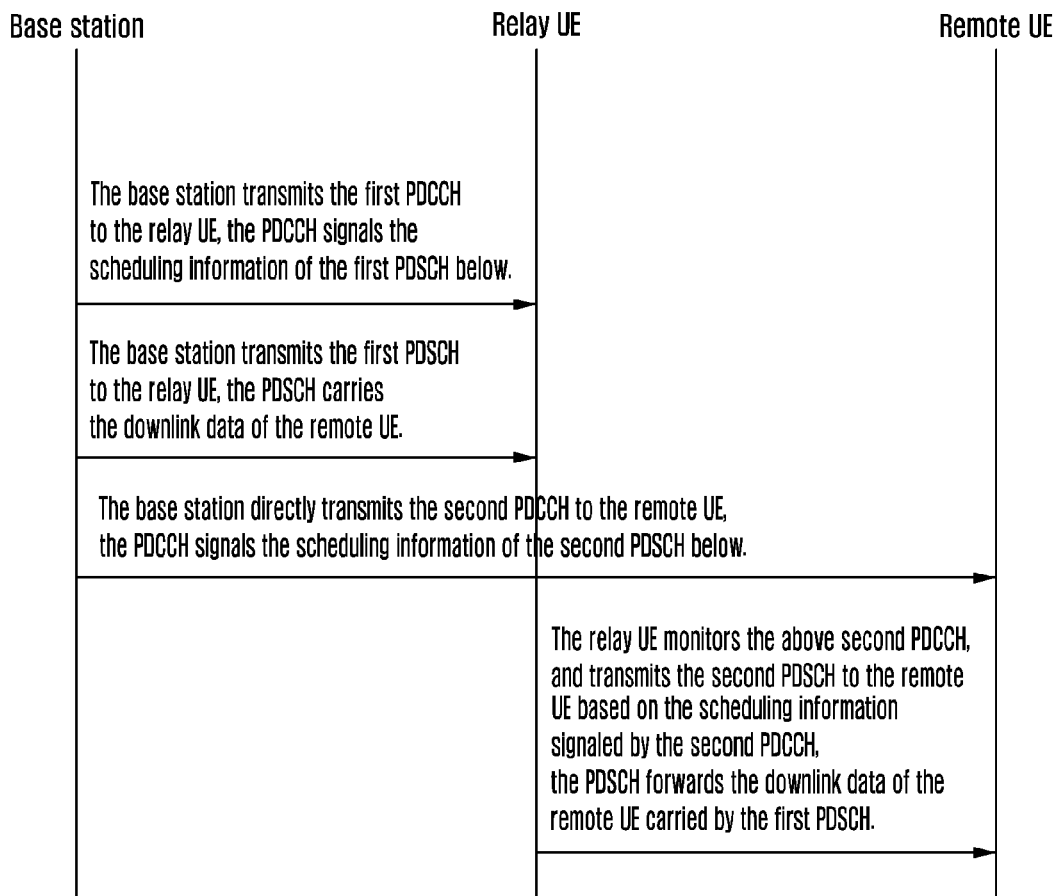 Base station
Relay UE
Remote UE
The base station transmits the first PDCCH
to the relay UE, the PDCCH signals the
scheduling information of the first PDSCH below.
The base station transmits the first PDSCH
to the relay UE, the PDSCH carries
the downlink data of the remote UE.
The base station directly transmits the second PDCCH to the remote UE,
the PDCCH signals the scheduling information of the second PDSCH below.
The relay UE monitors the above second PDCCH,
and transmits the second PDSCH to the remote
UE based on the scheduling information
signaled by the second PDCCH,
the PDSCH forwards the downlink data of the
remote UE carried by the first PDSCH.